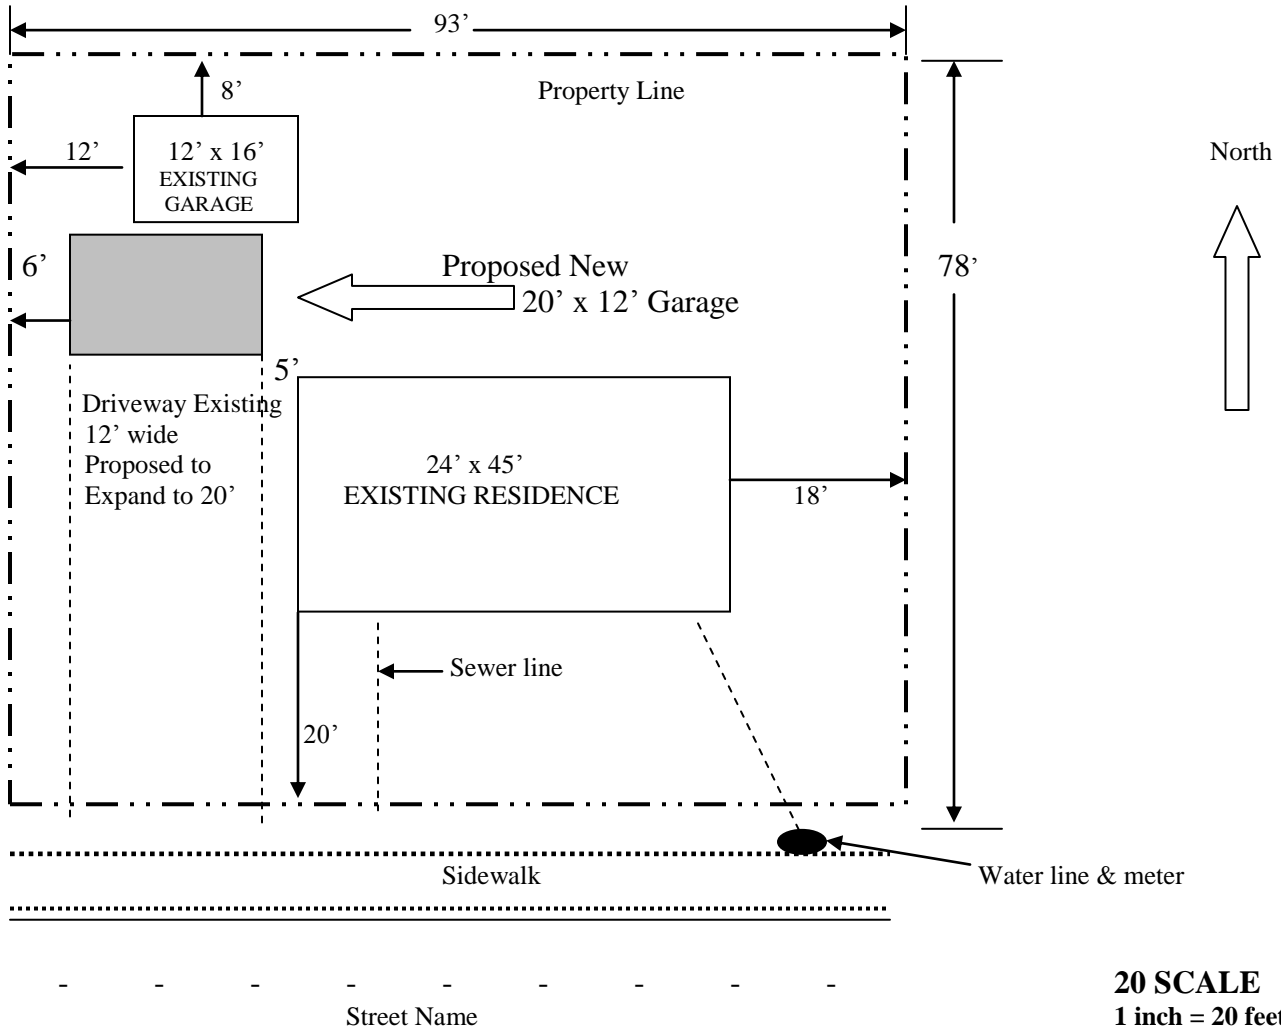 93’
8’
Property Line
12’
12’ x 16’
EXISTING
GARAGE
North
6’
Proposed New
20’ x 12’ Garage
78’
5’
Driveway Existing
12’ wide
Proposed to
Expand to 20’
24’ x 45’
EXISTING RESIDENCE
18’
Sewer line
20’
Sidewalk
Water line & meter
Street Name
20 SCALE
1 inch = 20 feet